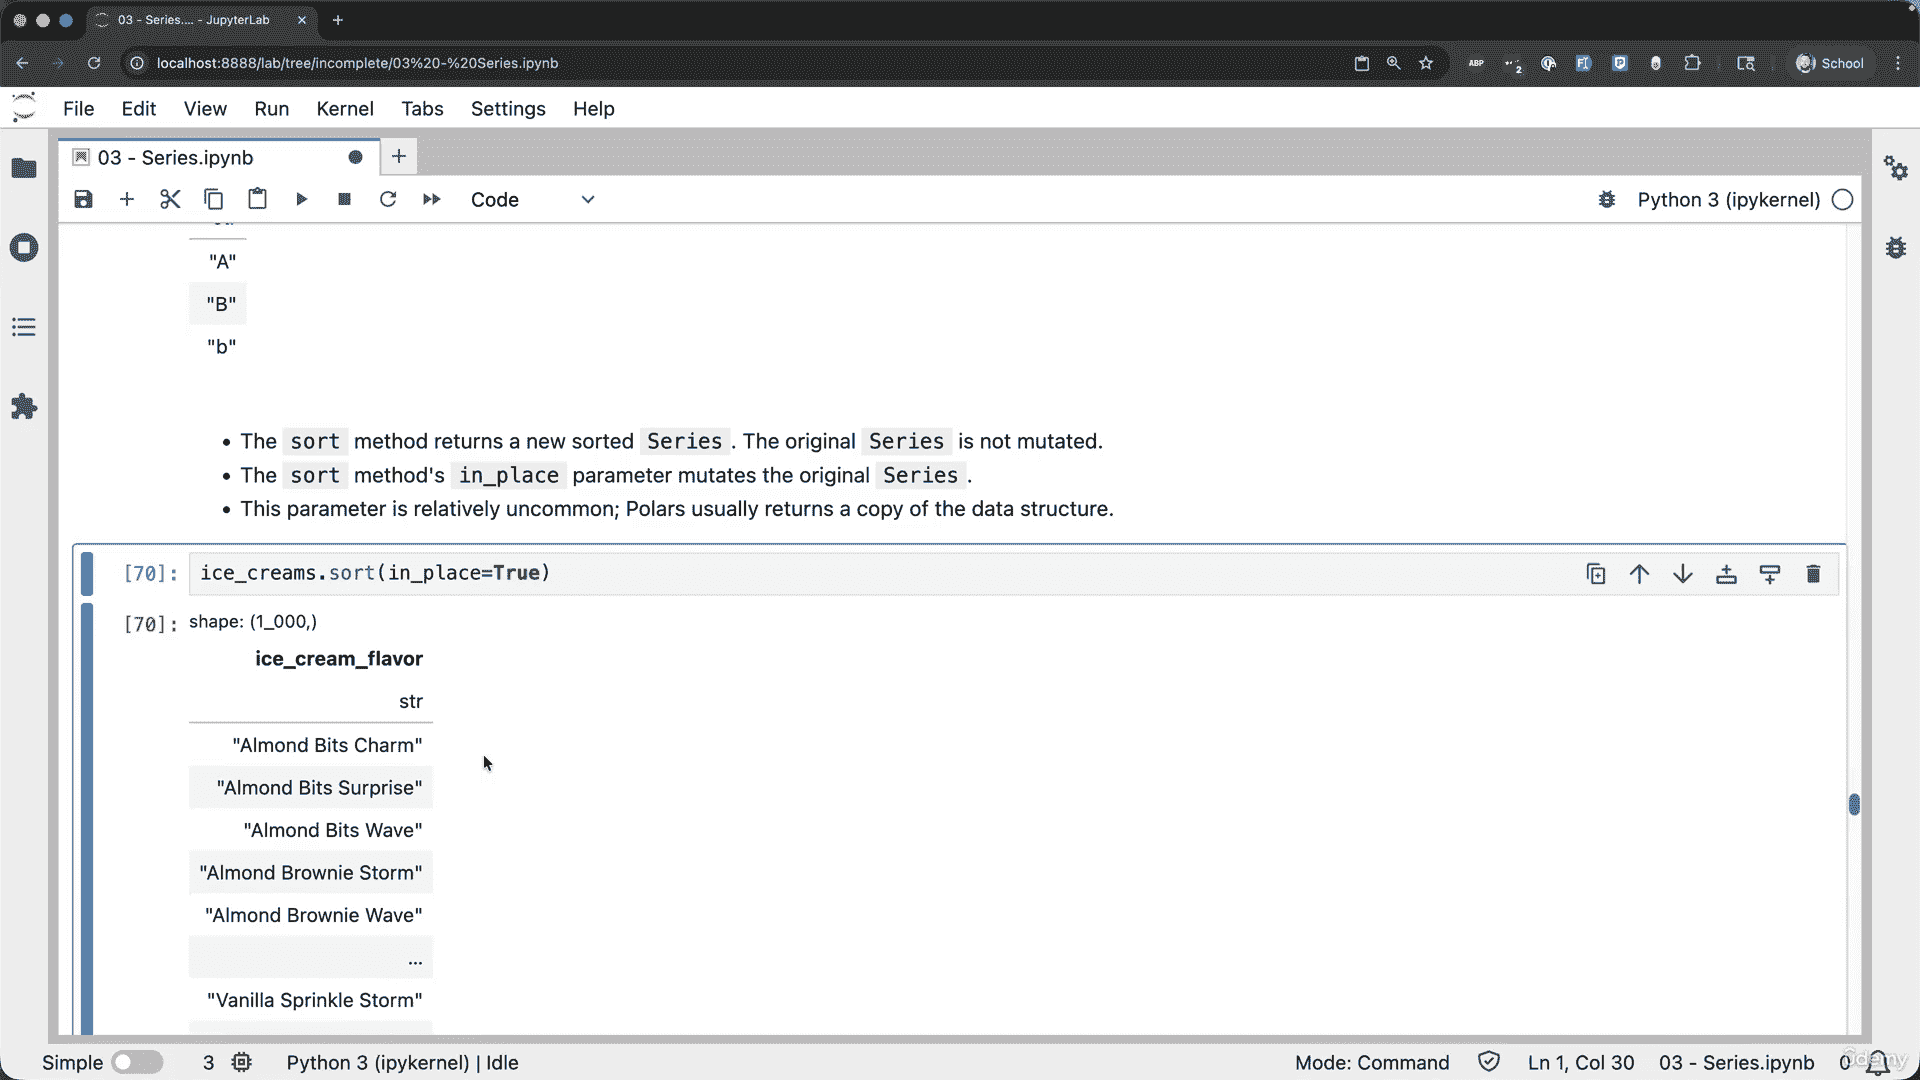 03 - Series.... - JupyterLab
localhost:8888/lab/tree/incomplete/03%20-%20Series.ipynb
ABP
2
School
File Edit View Run Kernel Tabs Settings Help
03 - Series.ipynb
Code
Python 3 (ipykernel)
"A"
"B"
"b"
• The sort method returns a new sorted Series. The original Series is not mutated.
• The sort method's in_place parameter mutates the original Series.
• This parameter is relatively uncommon; Polars usually returns a copy of the data structure.
[70]: ice_creams.sort(in_place=True)
[70]: shape: (1_000,)
ice_cream_flavor
str
"Almond Bits Charm"
"Almond Bits Surprise"
"Almond Bits Wave"
"Almond Brownie Storm"
"Almond Brownie Wave"
...
"Vanilla Sprinkle Storm"
Simple 3 Python 3 (ipykernel) | Idle Mode: Command Ln 1, Col 30 03 - Series.ipynb 0
Udemy